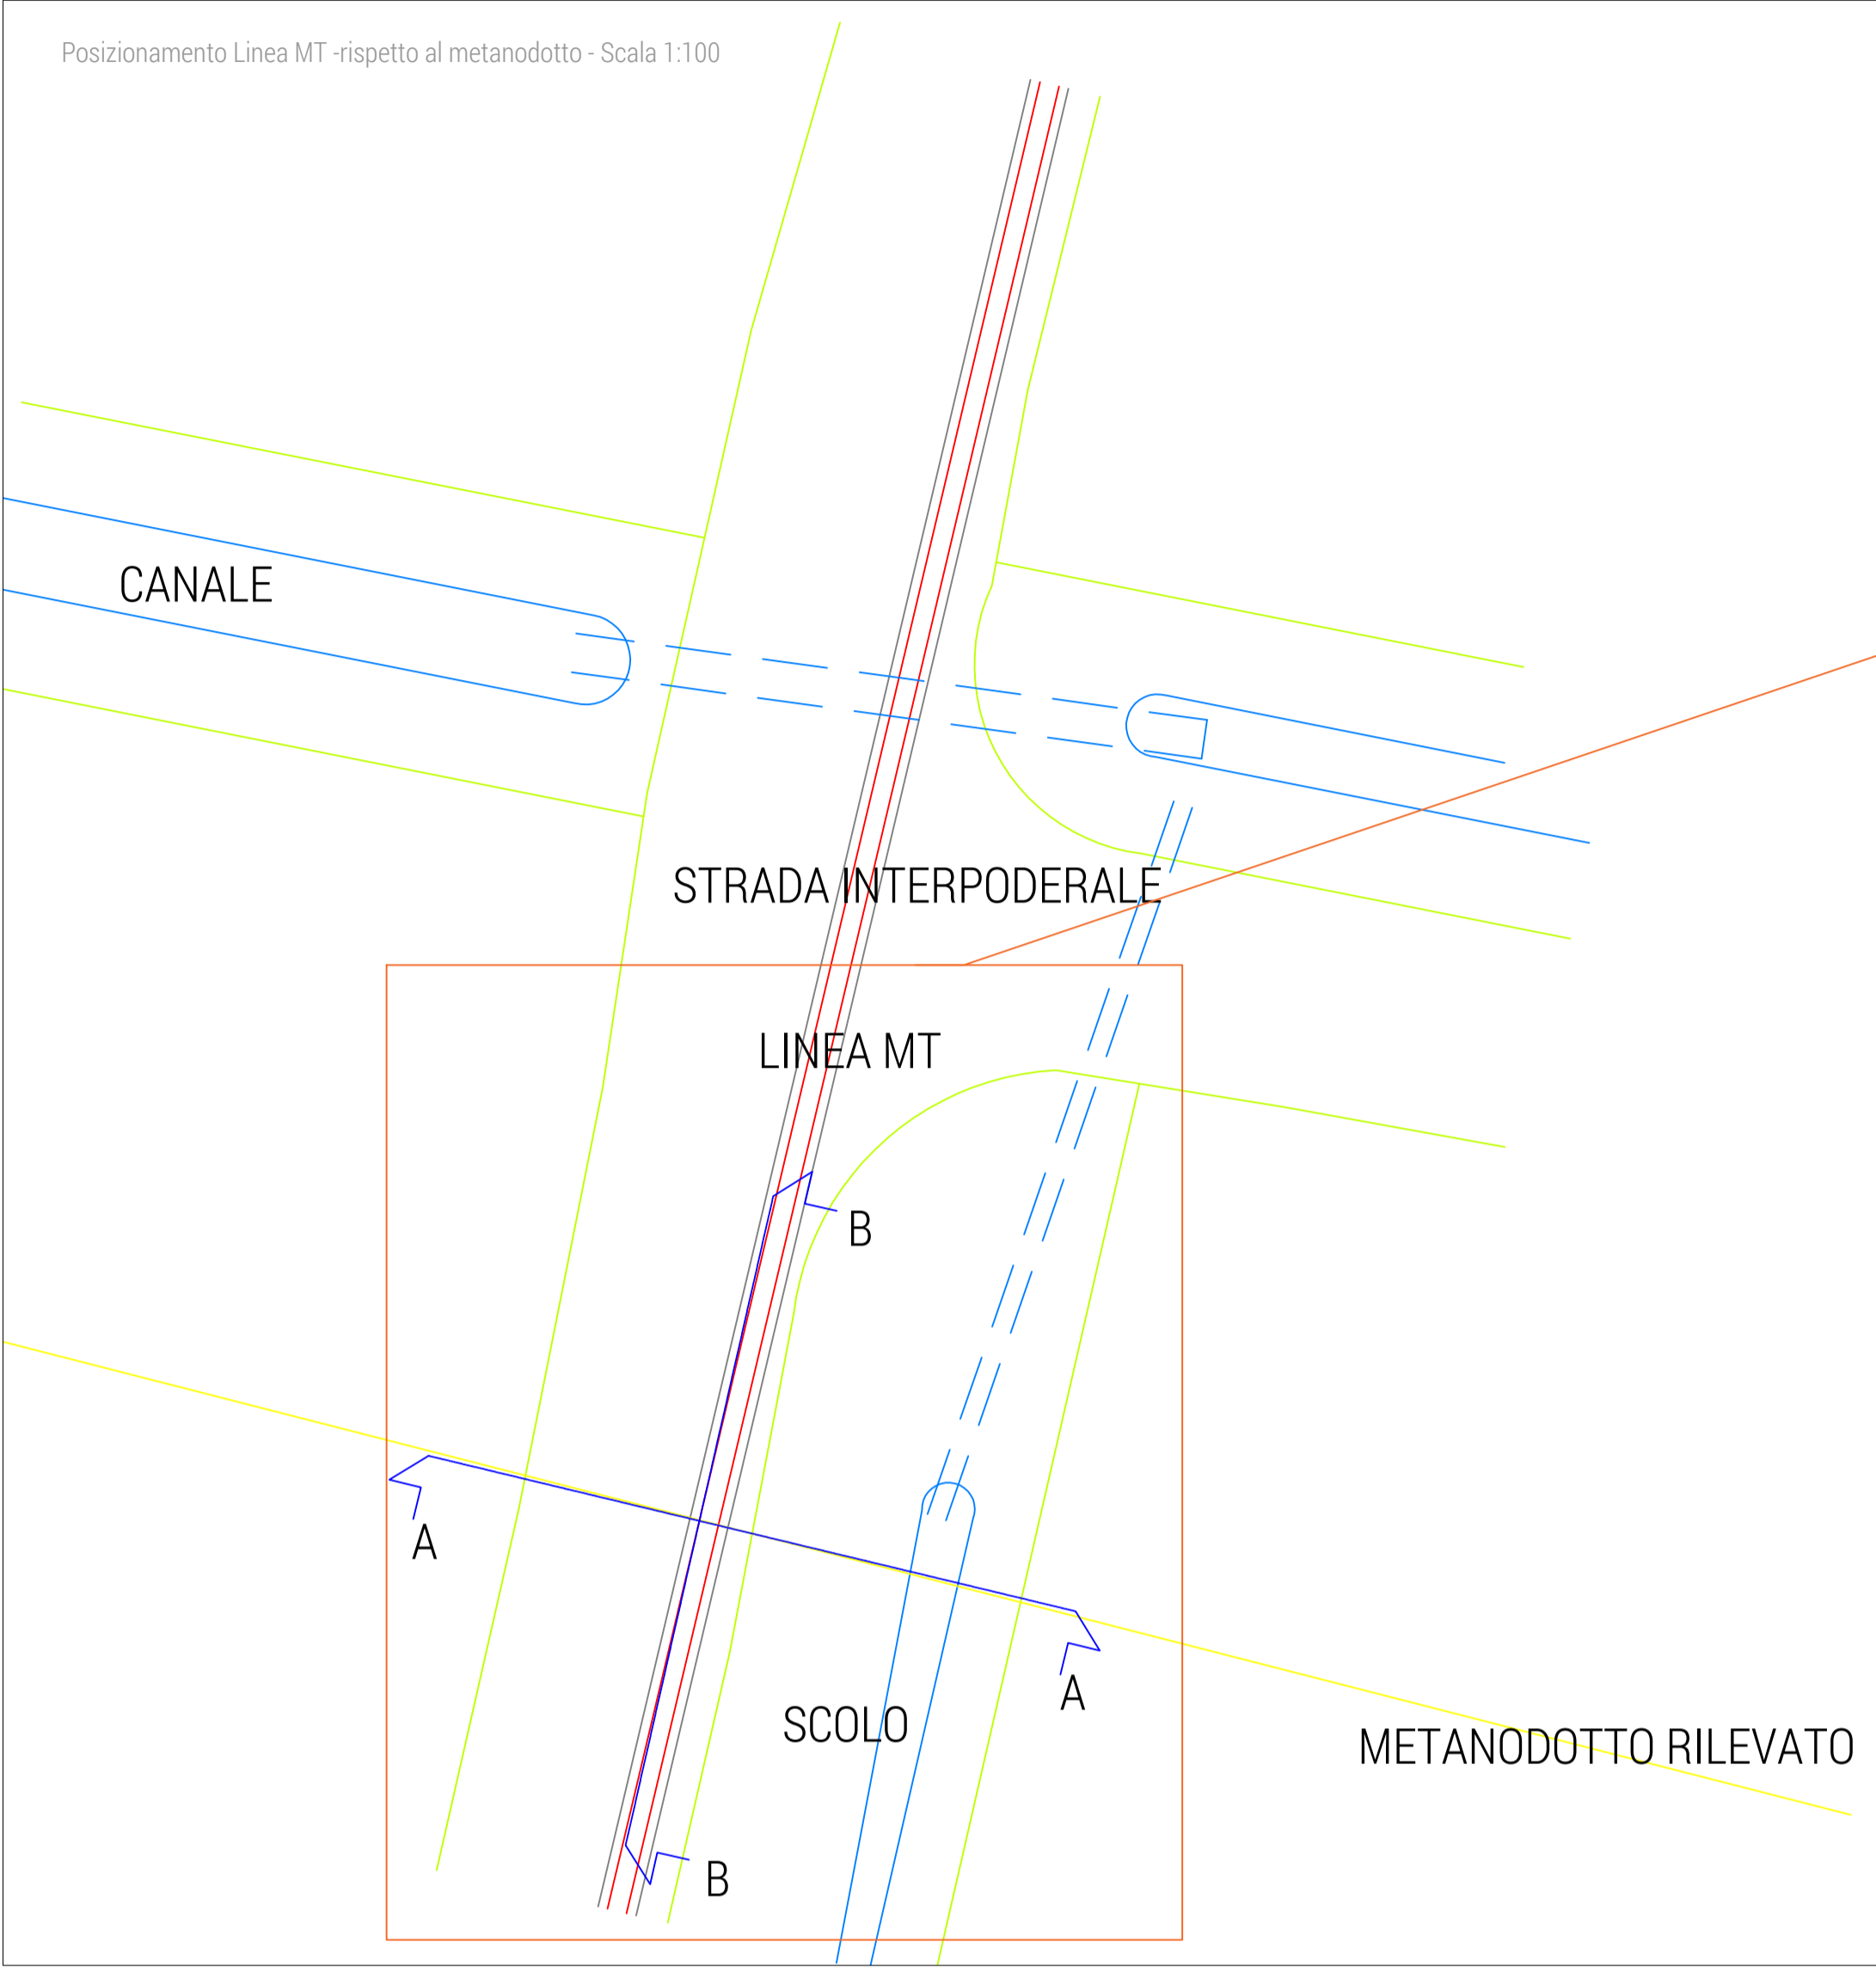 Posizionamento Linea MT -rispetto al metanodotto - Scala 1:100
CANALE
STRADA INTERPODERALE
LINEA MT
B
A
A
SCOLO
METANODOTTO RILEVATO
B